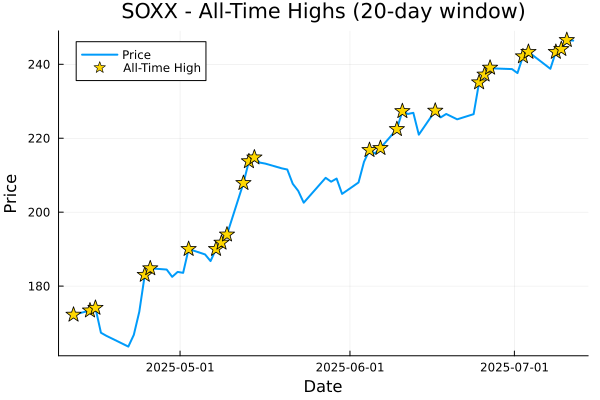 SOXX - All-Time Highs (20-day window)
Price
All-Time High
Price
240
220
200
180
2025-05-01
2025-06-01
2025-07-01
Date